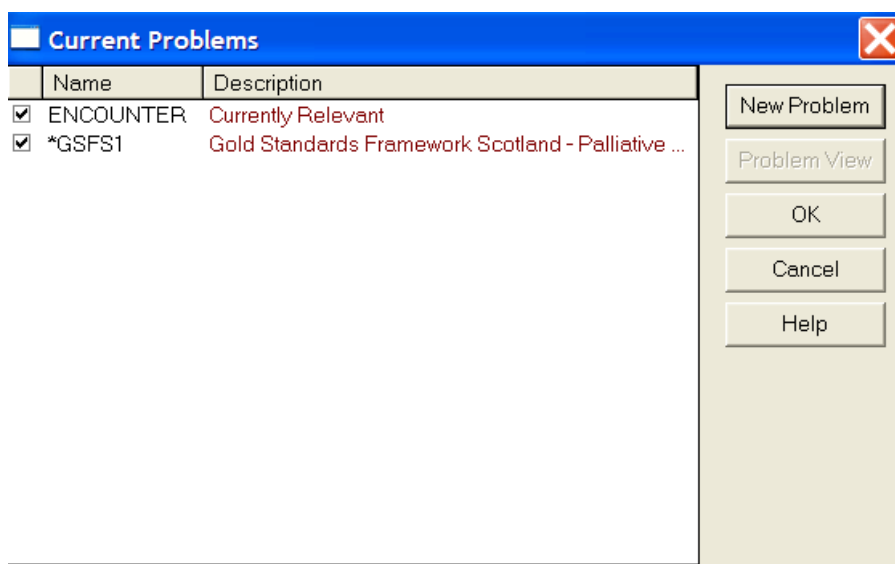 Current Problems
Name Description
ENCOUNTER Currently Relevant
*GSFS1 Gold Standards Framework Scotland - Palliative ...
New Problem
Problem View
OK
Cancel
Help